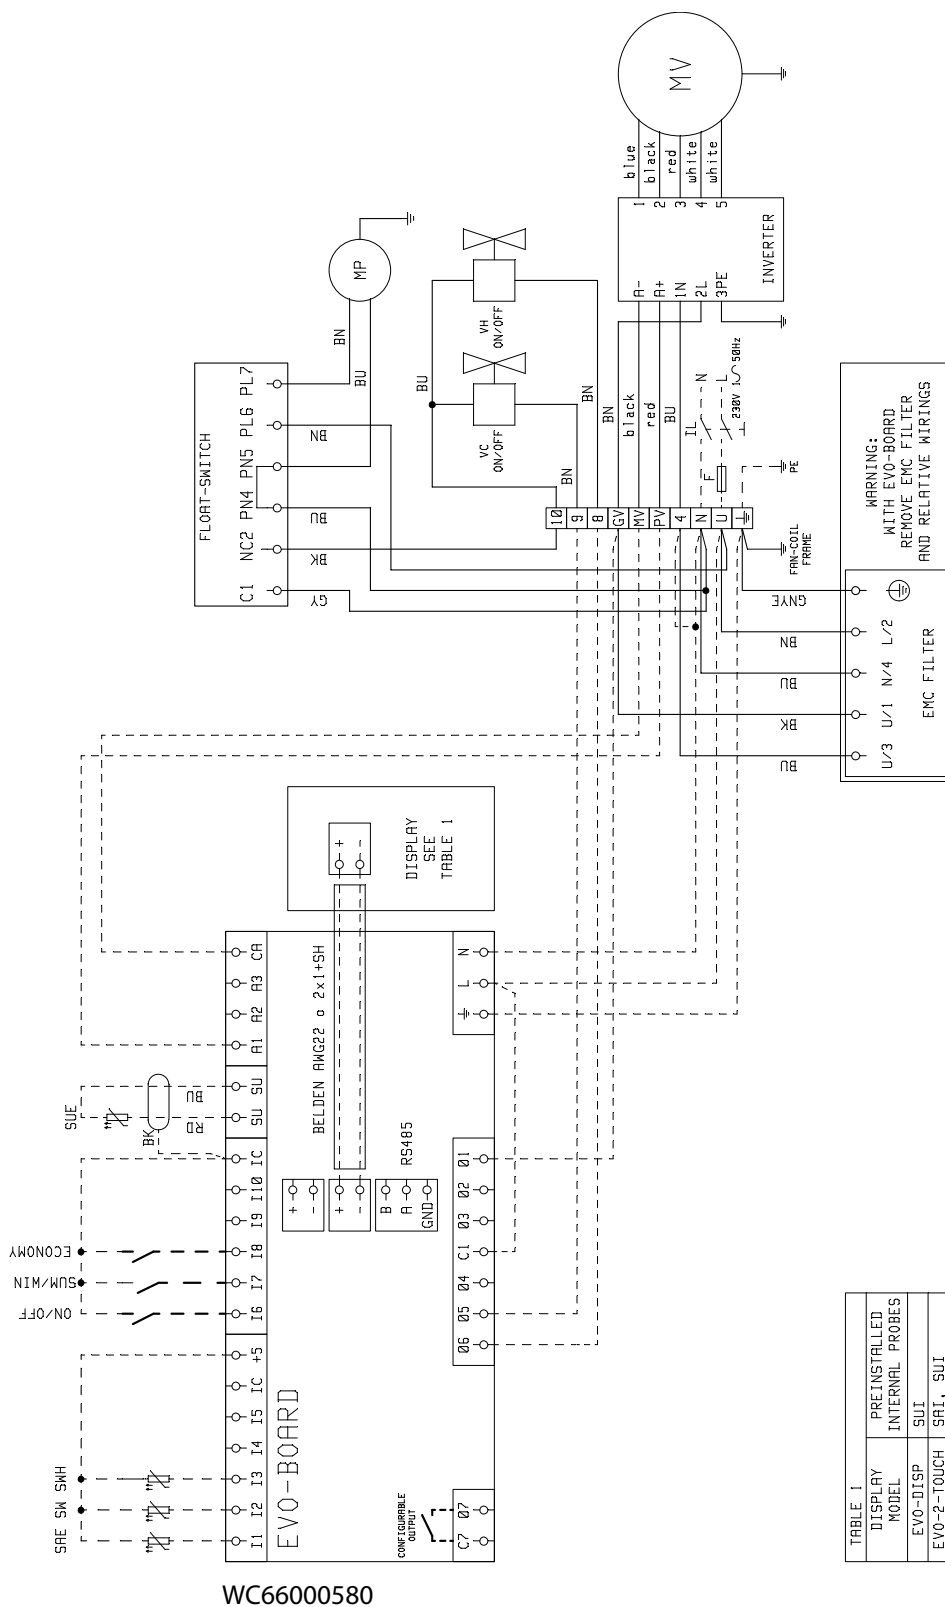 MV
blue
black
red
white
white
1
2
3
4
5
INVERTER
A-
A+
1N
2L
3PE
MP
BN
BU
VH
ON/OFF
VC
ON/OFF
BU
BN
BN
BN
black
red
BU
FLOAT-SWITCH
C1 NC2 PN4 PN5 PL6 PL7
GY
BK
BU
BN
IL
N
L
230V 1 50Hz
F
PE
10
9
8
GV
MV
PV
4
N
U
FAN-COIL
FRAME
WARNING:
WITH EVO-BOARD
REMOVE EMC FILTER
AND RELATIVE WIRINGS
GNYE
BN
BU
BK
BU
U/3 U/1 N/4 L/2
EMC FILTER
DISPLAY
SEE
TABLE 1
+
-
BELDEN AWG22 o 2x1+SH
EVO-BOARD
I1 I2 I3 I4 I5 IC +5 I6 I7 I8 I9 I10 IC SU SU A1 A2 A3 CA
SAE SW SWH
ON/OFF
SUM/WIN
ECONOMY
SUE
BK
RD
BU
+
-
+
-
B
A
GND
RS485
L N
O6 O5 O4 C1 O3 O2 O1
CONFIGURABLE
OUTPUT
C7 O7
TABLE 1
DISPLAY MODEL
PREINSTALLED INTERNAL PROBES
EVO-DISP SUI
EVO-2-TOUCH SAI, SUI
WC66000580